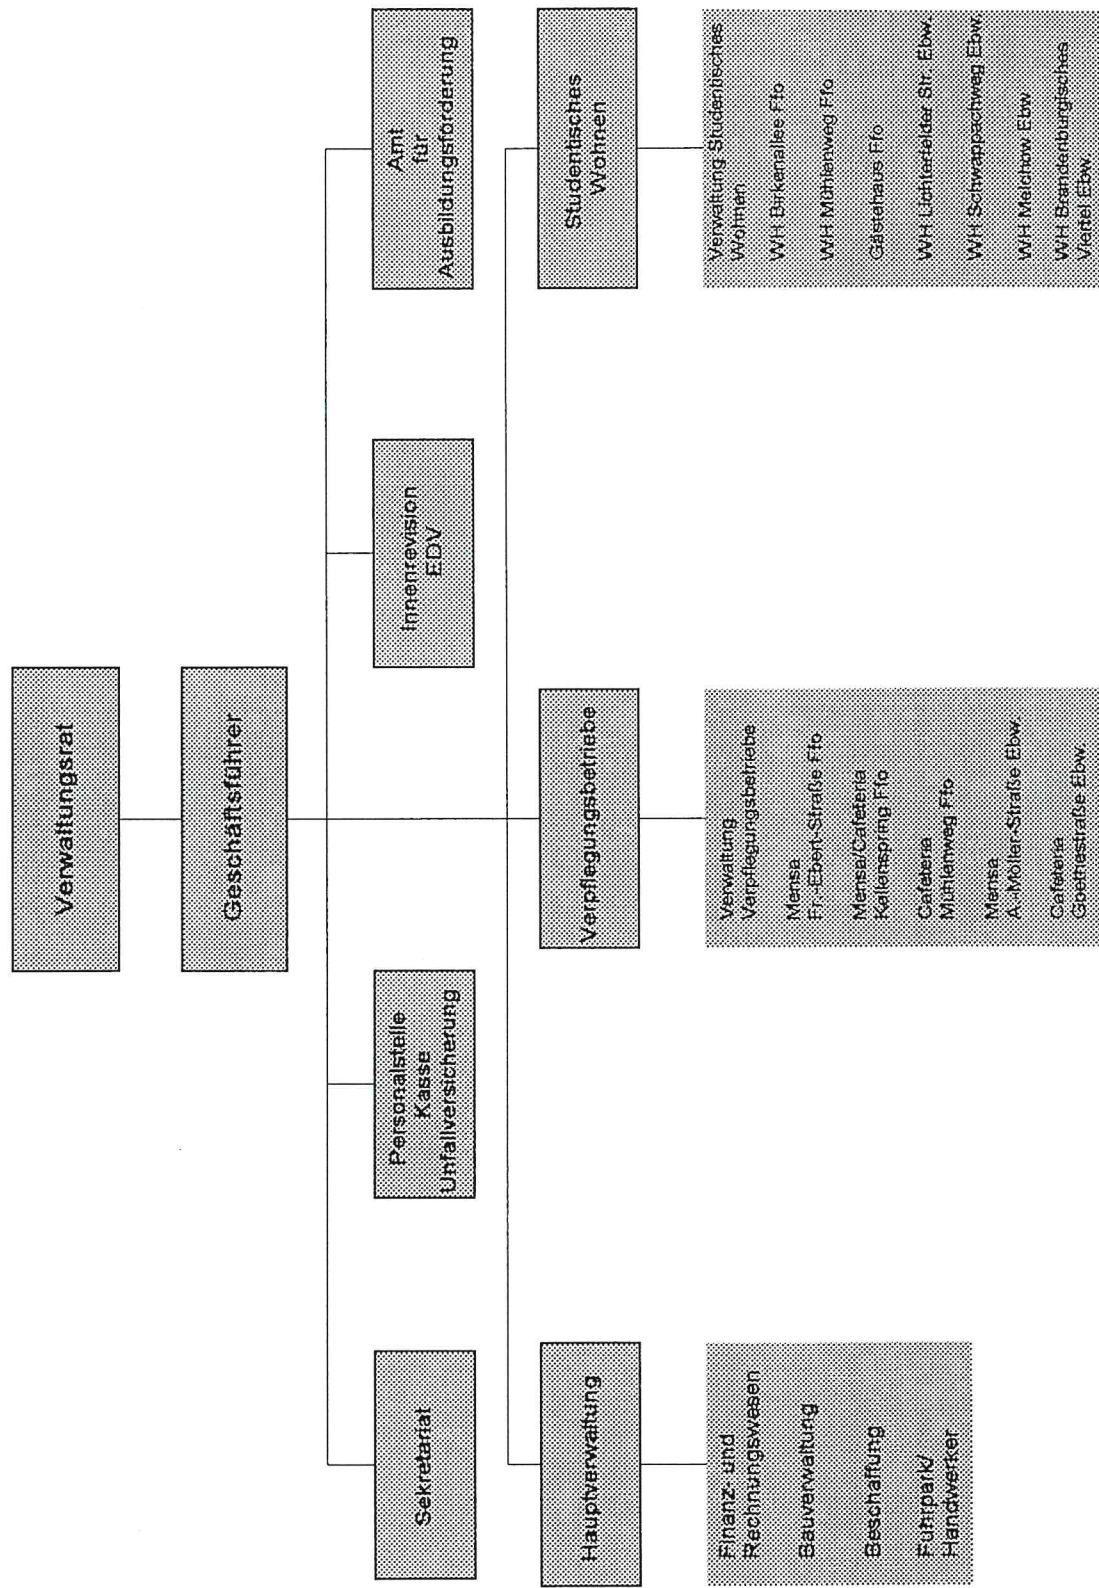 Verwaltungsrat
Geschäftsführer
Sekretariat
Personalstelle
Kasse
Unfallversicherung
Innenrevision
EDV
Amt
für
Ausbildungsförderung
Hauptverwaltung
Verpflegungsbetriebe
Studentisches
Wohnen
Finanz- und
Rechnungswesen
Bauverwaltung
Beschaffung
Fuhrpark/
Handwerker
Verwaltung
Verpflegungsbetriebe
Mensa
Fr.-Ebert-Straße Ffo
Mensa/Cafeteria
Kallenspring Ffo
Cafeteria
Mühlenweg Ffo
Mensa
A.-Möller-Straße Ebw.
Cafeteria
Goethestraße Ebw.
Verwaltung Studentisches
Wohnen
WH Birkenallee Ffo
WH Mühlenweg Ffo
Gästehaus Ffo
WH Lichterfelder Str. Ebw.
WH Schwappachweg Ebw.
WH Melchow Ebw
WH Brandenburgisches
Viertel Ebw.